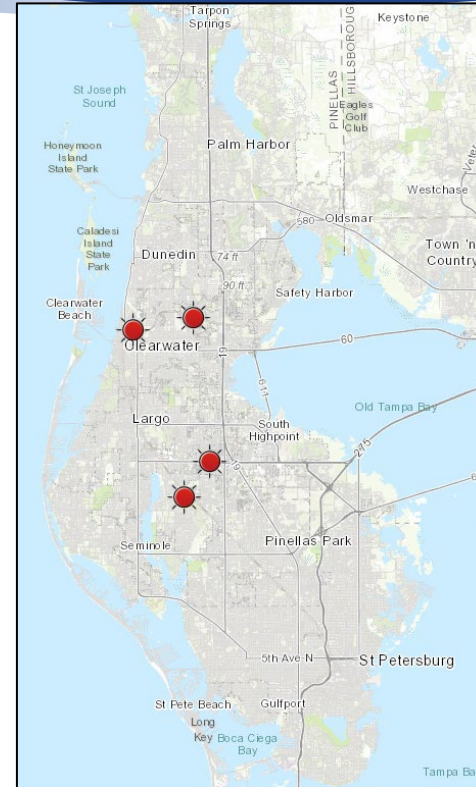 Tarpon
Springs
Keystone
PINELLAS
HILLSBOROUG
St Joseph
Sound
Eagles
Golf
Club
Honeymoon
Island
State Park
Palm Harbor
Westchase
Caladesi
Island
State
Park
580
Oldsmar
Town 'n
Country
Dunedin
74 ft
90 ft
Safety Harbor
Clearwater
Beach
Clearwater
19
60
611
Old Tampa Bay
Largo
South
Highpoint
275
19
Seminole
Pinellas Park
5th Ave N
St Petersburg
St Pete Beach
Gulfport
Long
Key
Boca Ciega
Bay
Tampa Ba